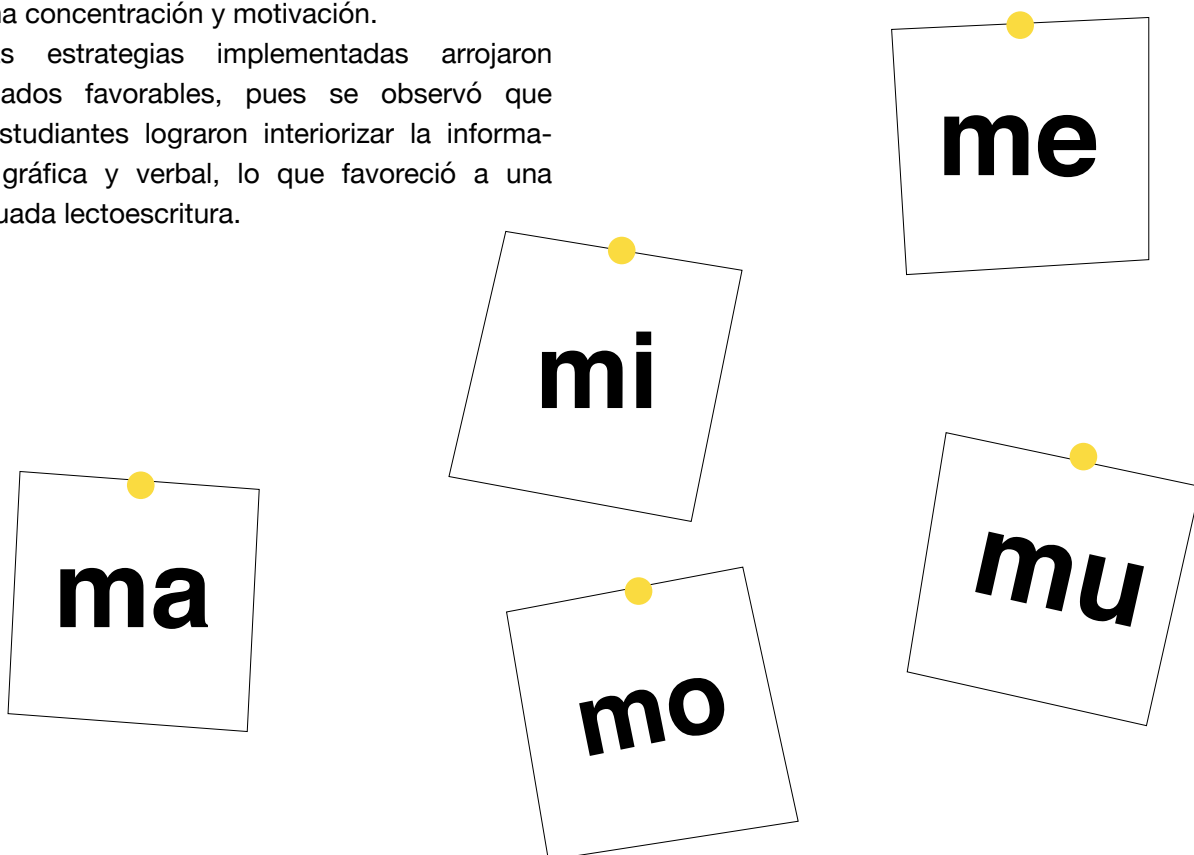 na concentración y motivación.
s estrategias implementadas arrojaron
ados favorables, pues se observó que
studiantes lograron interiorizar la informa-
gráfica y verbal, lo que favoreció a una
uada lectoescritura.
me
mi
ma
mu
mo